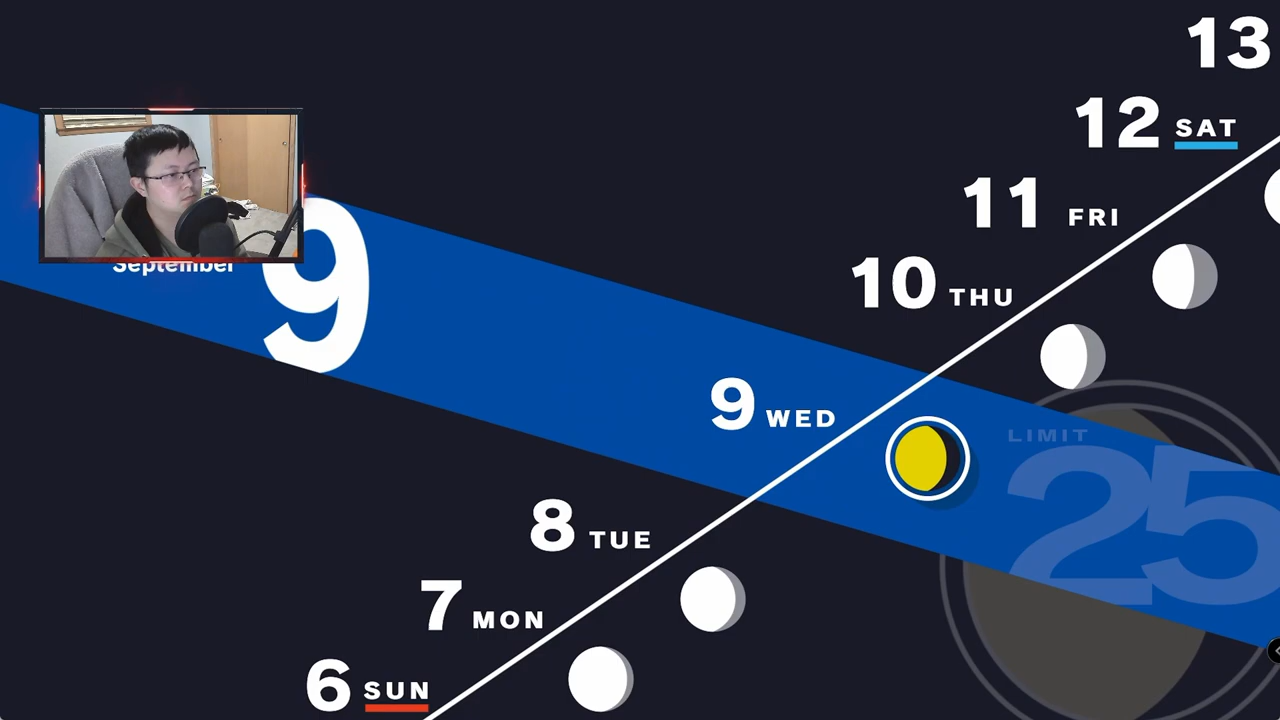 13
12 SAT
11 FRI
10 THU
September 9
9 WED
LIMIT
25
8 TUE
7 MON
6 SUN